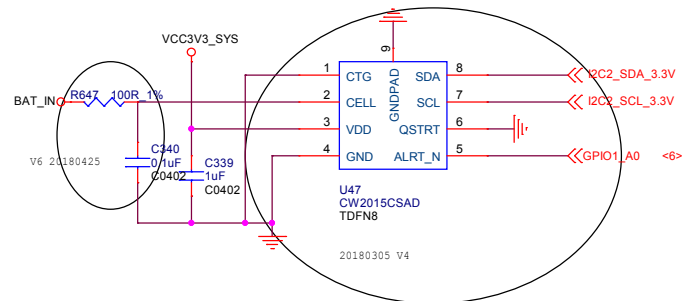 VCC3V3_SYS
BAT_IN
R647 100R_1%
C340
0.1uF
C0402
C339
1uF
C0402
V6 20180425
1 CTG
2 CELL
3 VDD
4 GND
9 GNDPAD
SDA 8
SCL 7
QSTRT 6
ALRT_N 5
I2C2_SDA_3.3V
I2C2_SCL_3.3V
GPIO1_A0 <6>
U47
CW2015CSAD
TDFN8
20180305 V4